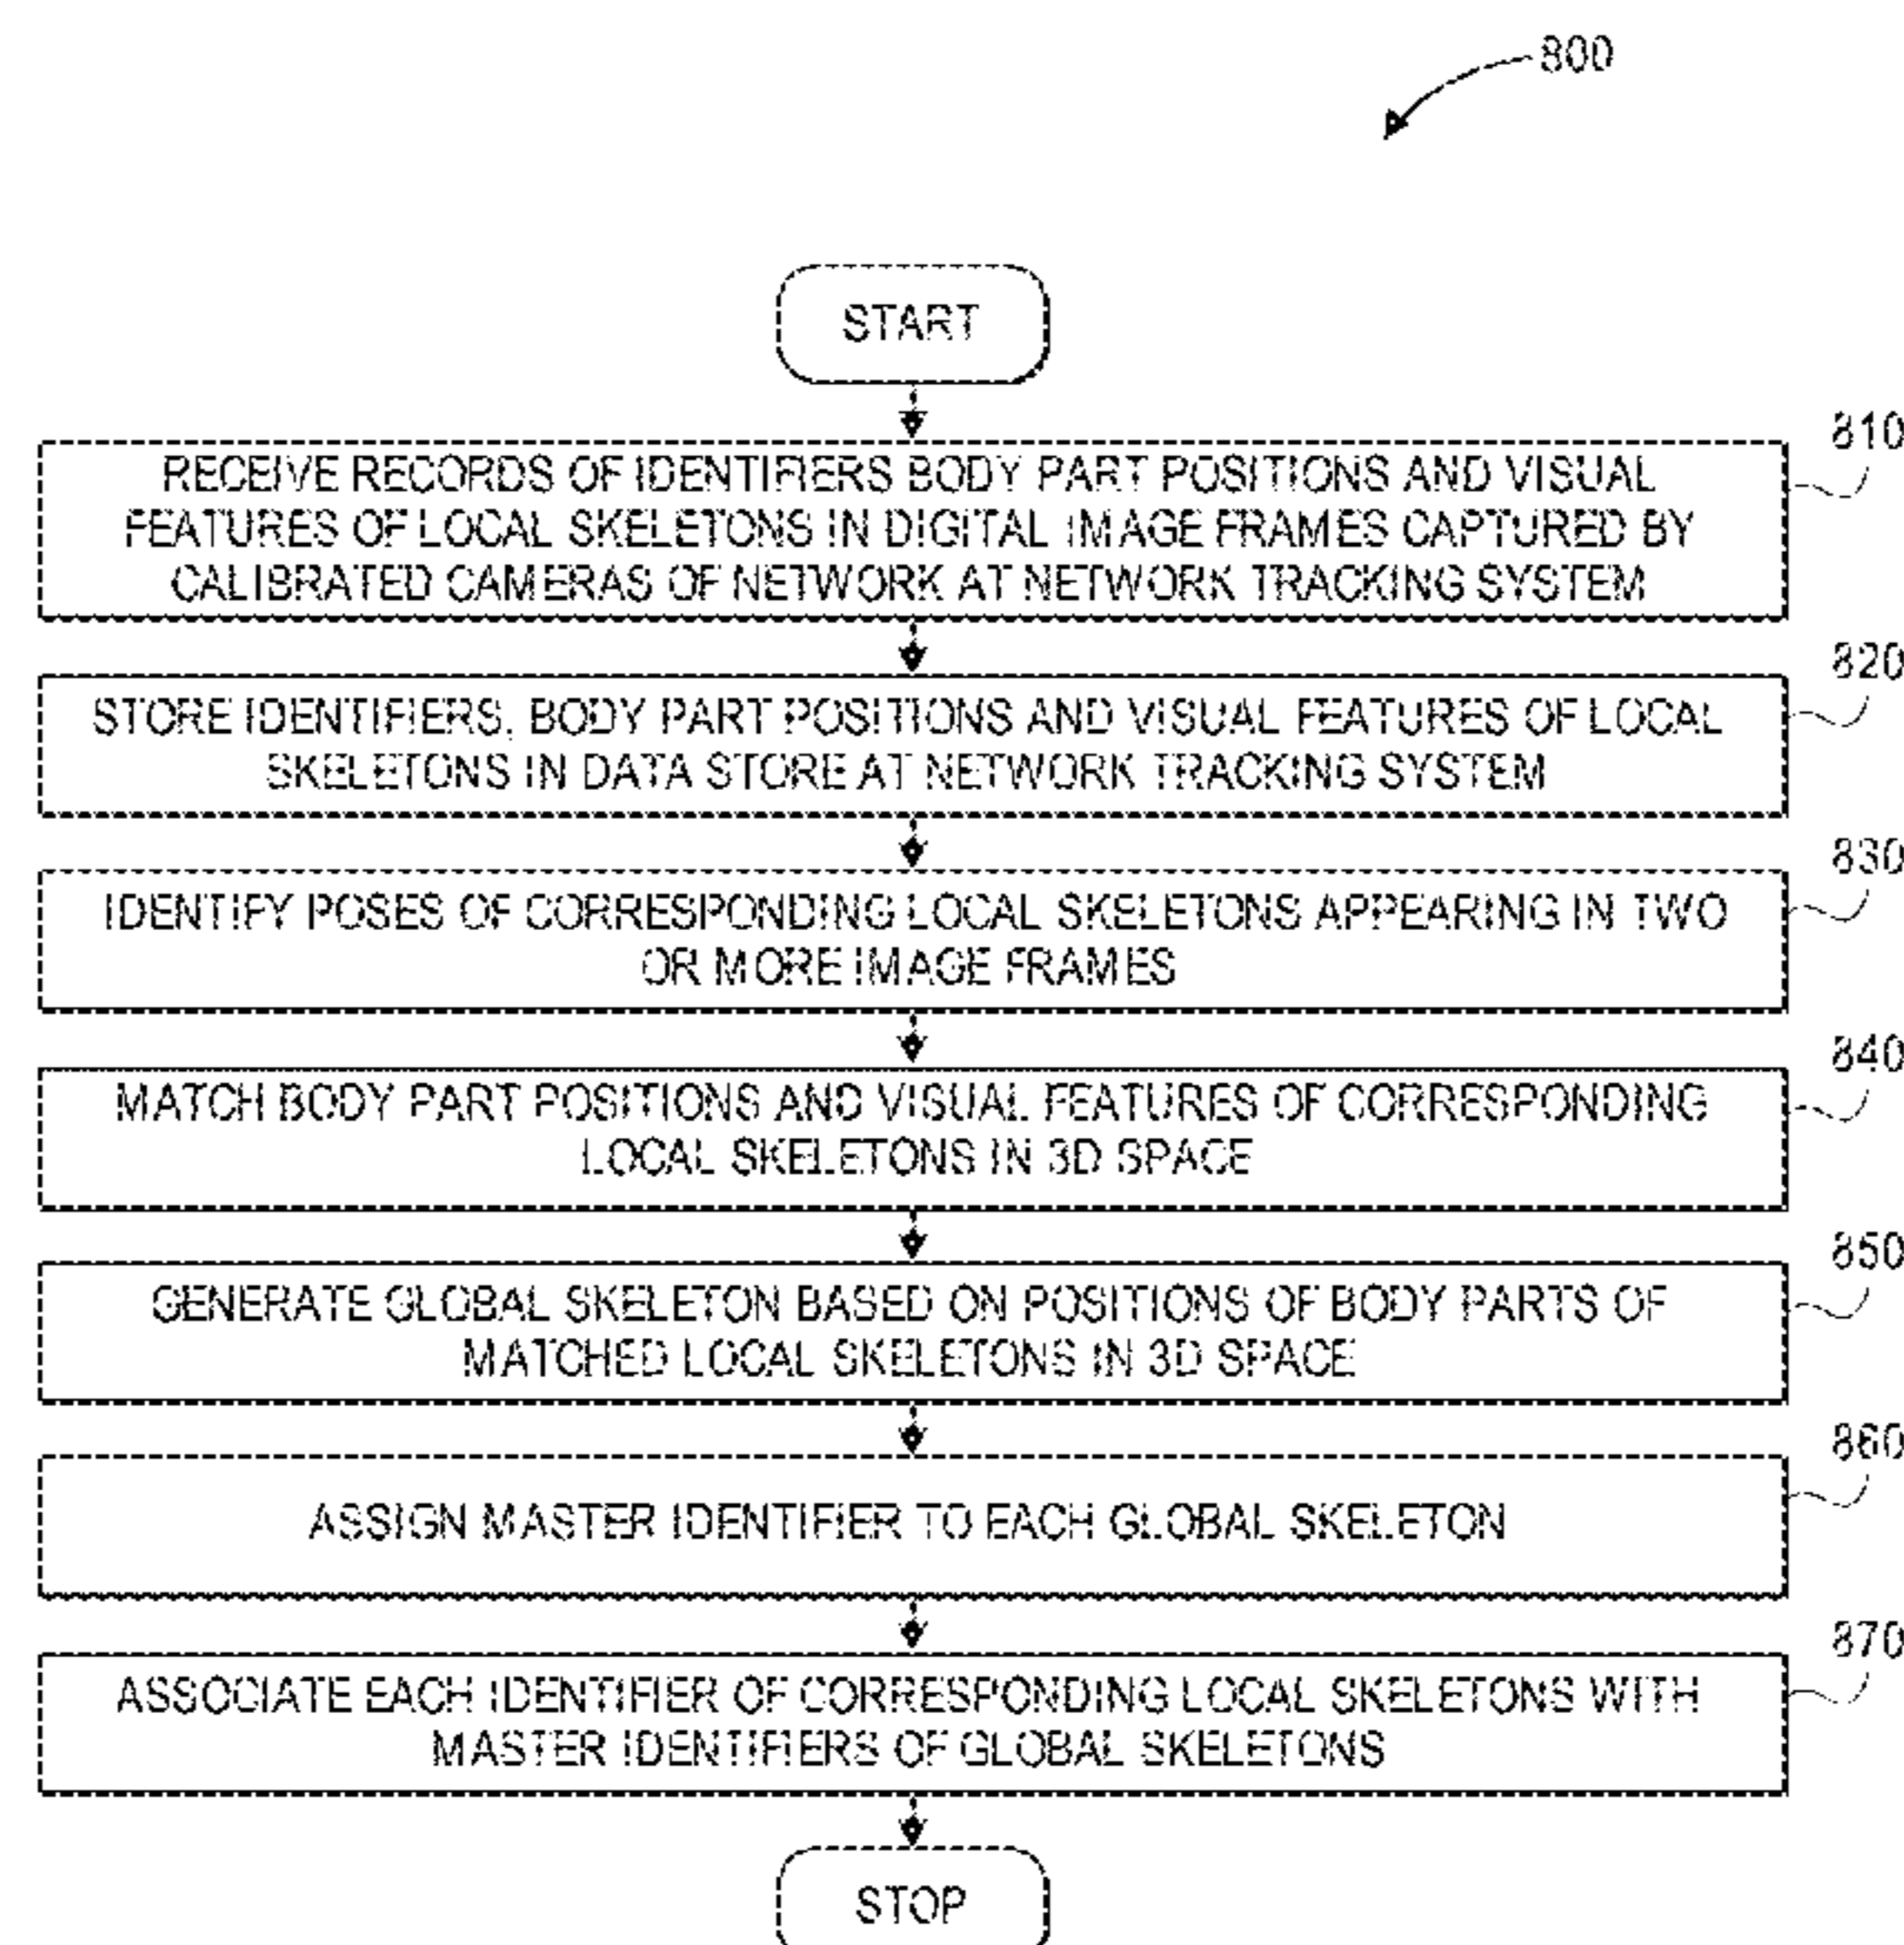 800
START
810
RECEIVE RECORDS OF IDENTIFIERS BODY PART POSITIONS AND VISUAL
FEATURES OF LOCAL SKELETONS IN DIGITAL IMAGE FRAMES CAPTURED BY
CALIBRATED CAMERAS OF NETWORK AT NETWORK TRACKING SYSTEM
820
STORE IDENTIFIERS, BODY PART POSITIONS AND VISUAL FEATURES OF LOCAL
SKELETONS IN DATA STORE AT NETWORK TRACKING SYSTEM
830
IDENTIFY POSES OF CORRESPONDING LOCAL SKELETONS APPEARING IN TWO
OR MORE IMAGE FRAMES
840
MATCH BODY PART POSITIONS AND VISUAL FEATURES OF CORRESPONDING
LOCAL SKELETONS IN 3D SPACE
850
GENERATE GLOBAL SKELETON BASED ON POSITIONS OF BODY PARTS OF
MATCHED LOCAL SKELETONS IN 3D SPACE
860
ASSIGN MASTER IDENTIFIER TO EACH GLOBAL SKELETON
870
ASSOCIATE EACH IDENTIFIER OF CORRESPONDING LOCAL SKELETONS WITH
MASTER IDENTIFIERS OF GLOBAL SKELETONS
STOP